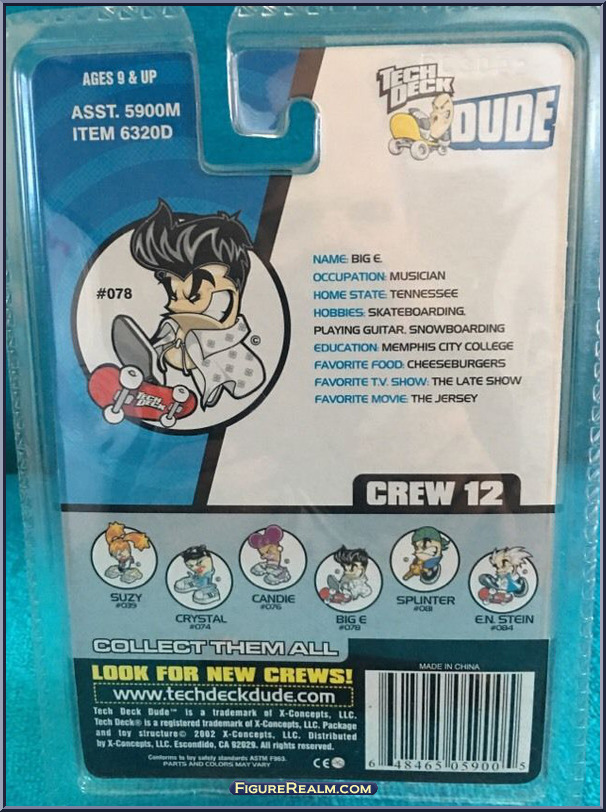 AGES 9 & UP
ASST. 5900M
ITEM 6320D
TECH
DECK
DUDE
#078
©
TECH
DECK
NAME: BIG E.
OCCUPATION: MUSICIAN
HOME STATE: TENNESSEE
HOBBIES: SKATEBOARDING,
PLAYING GUITAR, SNOWBOARDING
EDUCATION: MEMPHIS CITY COLLEGE
FAVORITE FOOD: CHEESEBURGERS
FAVORITE T.V. SHOW: THE LATE SHOW
FAVORITE MOVIE: THE JERSEY
CREW 12
SUZY
#039
CRYSTAL
#074
CANDIE
#076
BIG E
#078
SPLINTER
#081
E.N. STEIN
#084
COLLECT THEM ALL
LOOK FOR NEW CREWS!
www.techdeckdude.com
Tech Deck Dude™ is a trademark of X-Concepts, LLC.
Tech Deck® is a registered trademark of X-Concepts, LLC. Package
and toy structure© 2002 X-Concepts, LLC. Distributed
by X-Concepts, LLC. Escondido, CA 92029. All rights reserved.
Conforms to toy safety standards ASTM F963.
PARTS AND COLORS MAY VARY
CE
MADE IN CHINA
6 48465 05900 5
FIGUREREALM.COM